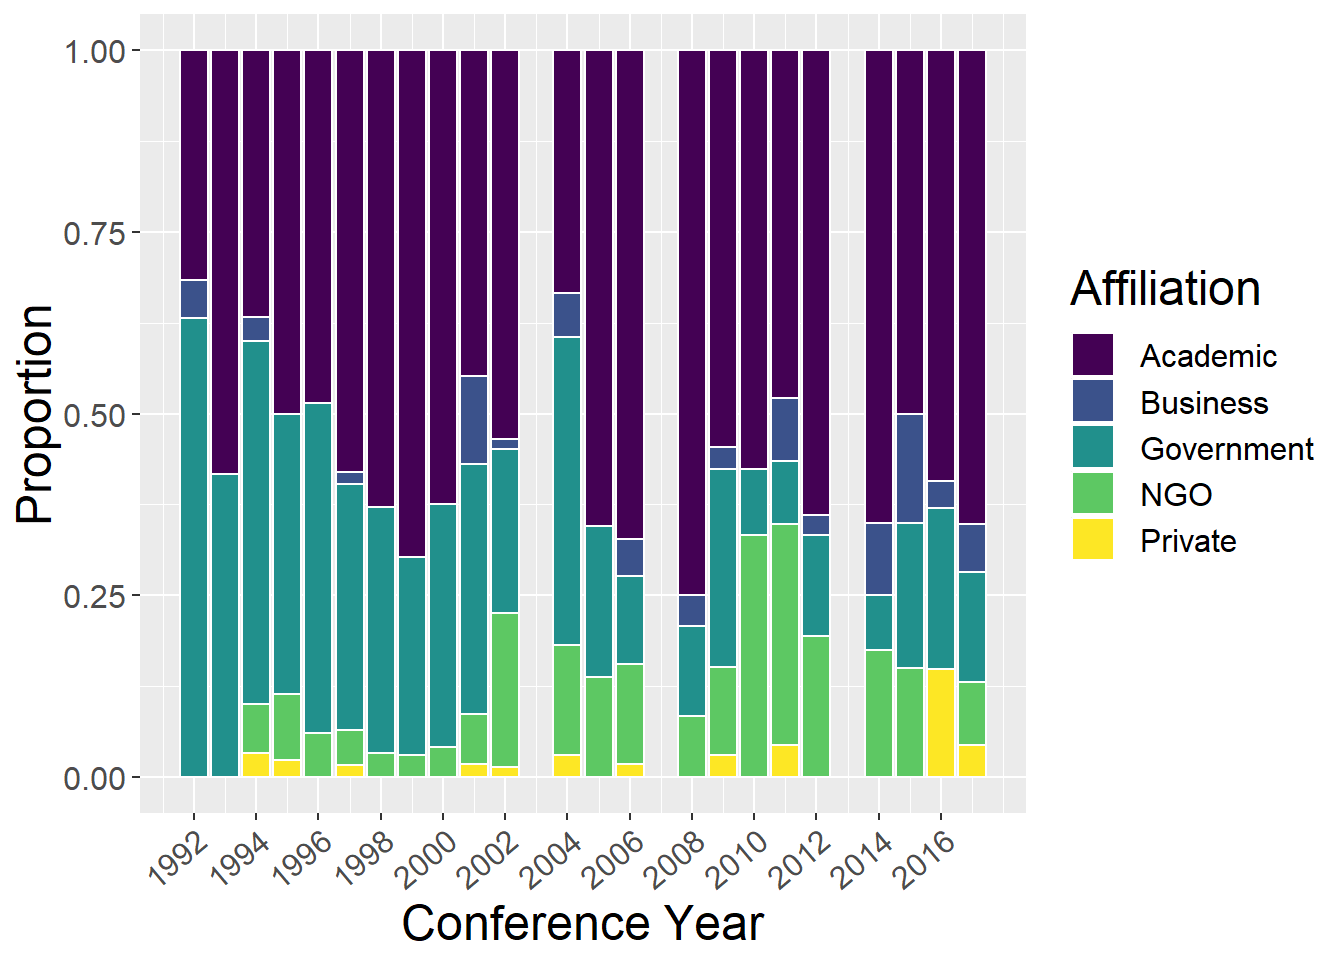 1.00
0.75
0.50
0.25
0.00
Proportion
1992 1994 1996 1998 2000 2002 2004 2006 2008 2010 2012 2014 2016
Conference Year
Affiliation
Academic
Business
Government
NGO
Private